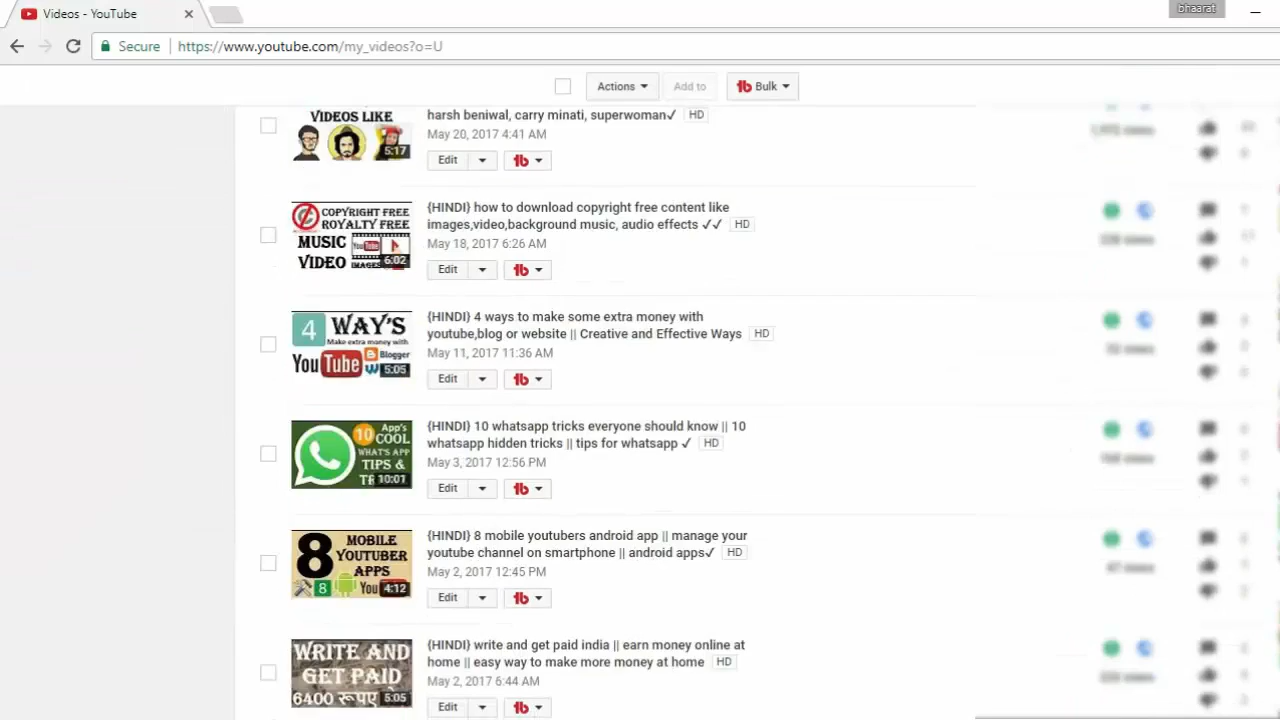 Videos - YouTube
bhaarat
Secure https://www.youtube.com/my_videos?o=U
Actions Add to Bulk
VIDEOS LIKE
5:17
harsh beniwal, carry minati, superwoman✓ HD
May 20, 2017 4:41 AM
Edit
COPYRIGHT FREE
ROYALTY FREE
MUSIC
VIDEO IMAGES
6:02
{HINDI} how to download copyright free content like
images,video,background music, audio effects ✓✓ HD
May 18, 2017 6:26 AM
Edit
4 WAY'S
Make extra money with
YouTube Blogger
5:05
{HINDI} 4 ways to make some extra money with
youtube,blog or website || Creative and Effective Ways HD
May 11, 2017 11:36 AM
Edit
10 App's
COOL
WHAT'S APP
TIPS &
10:01
{HINDI} 10 whatsapp tricks everyone should know || 10
whatsapp hidden tricks || tips for whatsapp ✓ HD
May 3, 2017 12:56 PM
Edit
8 MOBILE
YOUTUBER
APPS
8 You 4:12
{HINDI} 8 mobile youtubers android app || manage your
youtube channel on smartphone || android apps✓ HD
May 2, 2017 12:45 PM
Edit
WRITE AND
GET PAID
6400 रूपए 5:05
{HINDI} write and get paid india || earn money online at
home || easy way to make more money at home HD
May 2, 2017 6:44 AM
Edit